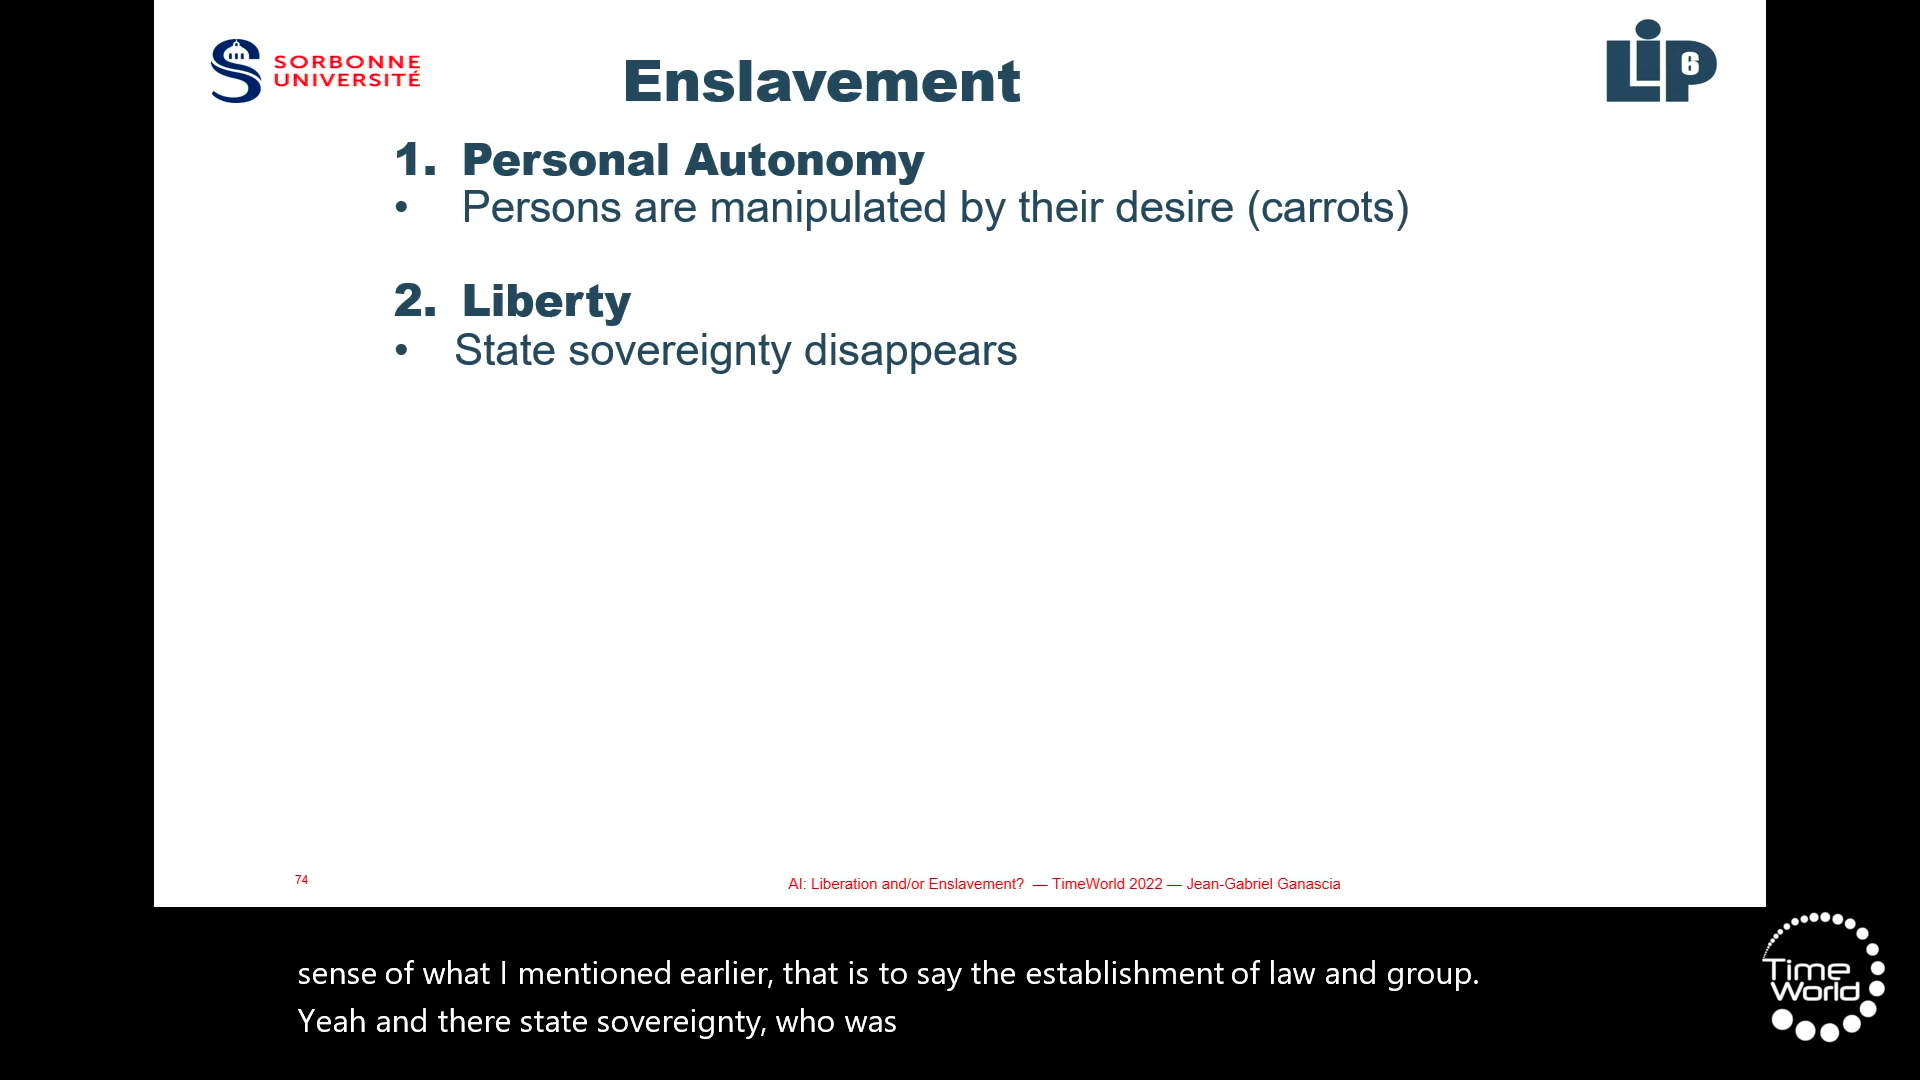 SORBONNE
UNIVERSITÉ
Enslavement
LiP6
1. Personal Autonomy
• Persons are manipulated by their desire (carrots)
2. Liberty
• State sovereignty disappears
74
AI: Liberation and/or Enslavement? — TimeWorld 2022 — Jean-Gabriel Ganascia
sense of what I mentioned earlier, that is to say the establishment of law and group.
Yeah and there state sovereignty, who was
Time
World